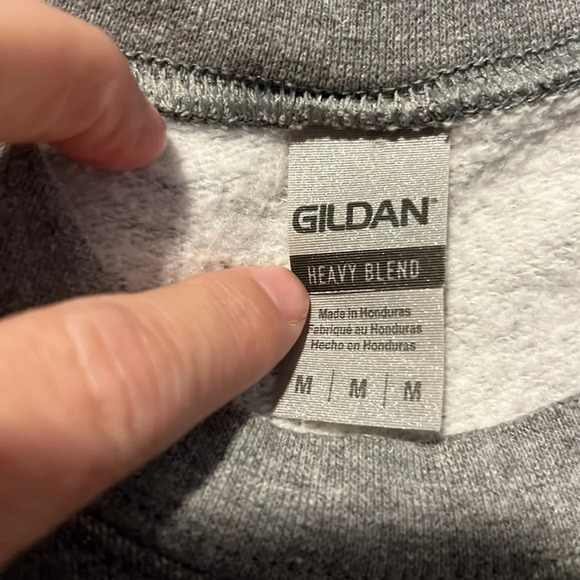 GILDAN
HEAVY BLEND
Made in Honduras
Fabriqué au Honduras
Hecho en Honduras
M | M | M